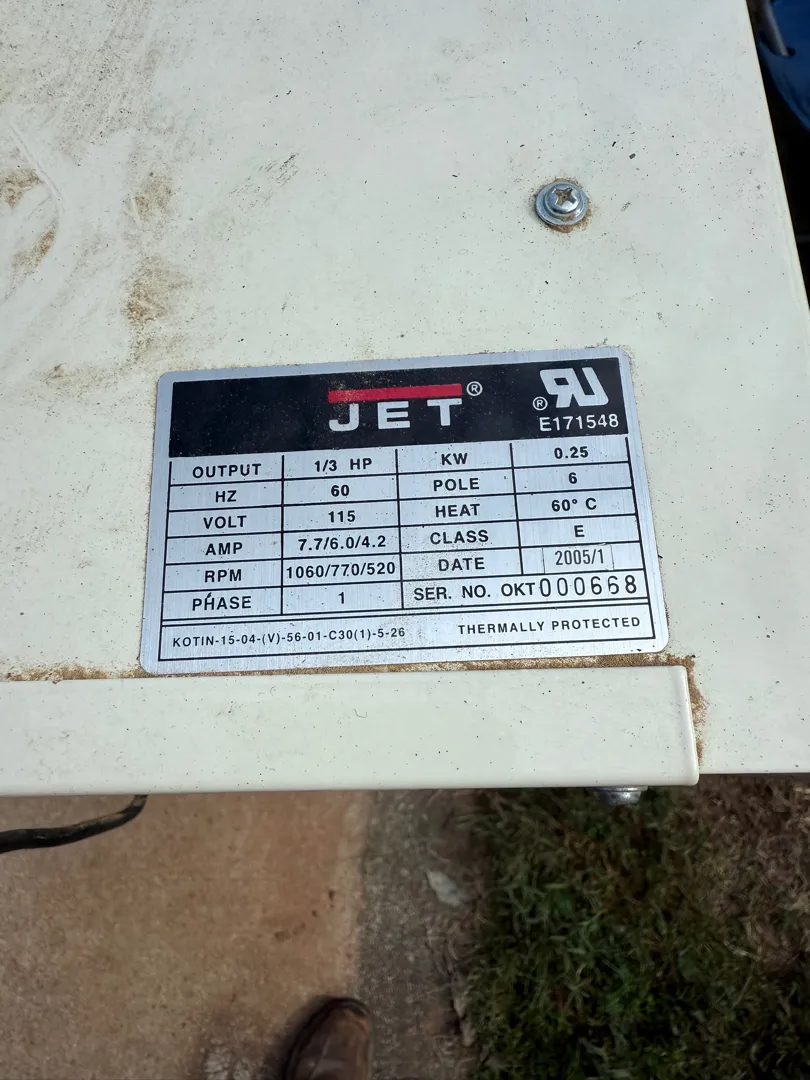 JET®
®
E171548
OUTPUT 1/3 HP KW 0.25
HZ 60 POLE 6
VOLT 115 HEAT 60° C
AMP 7.7/6.0/4.2 CLASS E
RPM 1060/770/520 DATE 2005/1
PHASE 1 SER. NO. OKT000668
KOTIN-15-04-(V)-56-01-C30(1)-5-26 THERMALLY PROTECTED